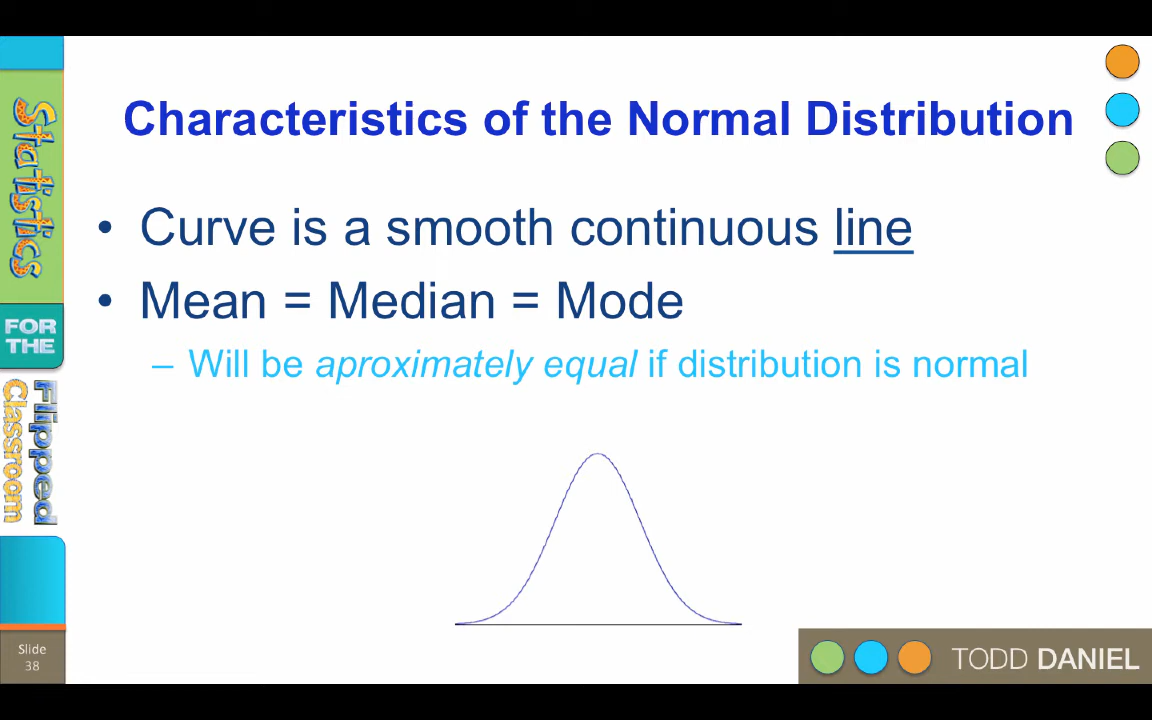 Characteristics of the Normal Distribution
• Curve is a smooth continuous line
• Mean = Median = Mode
– Will be aproximately equal if distribution is normal
Statistics
FOR
THE
Flipped
Classroom
Slide
38
TODD DANIEL